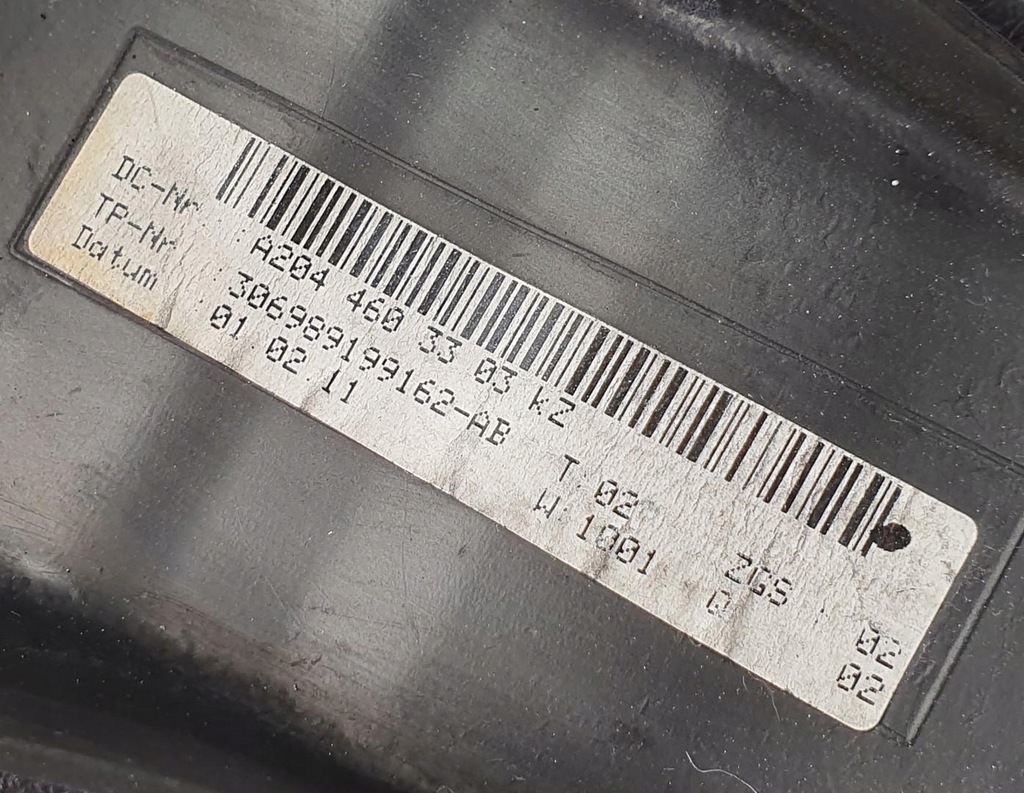 DC-Nr : A204 460 33 03 kZ T: 02 ZGS : 02
TP-Nr : 306989199162-AB W: 1001 Q 02
Datum : 01.02.11